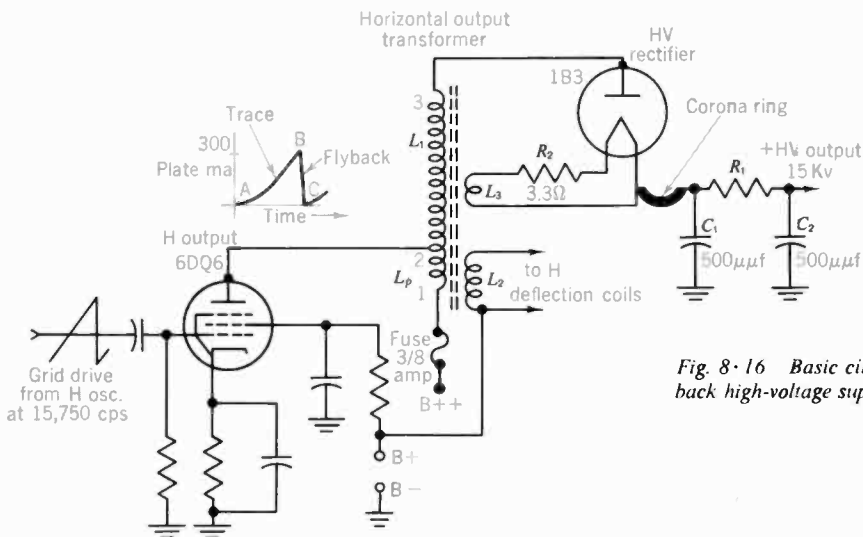 Horizontal output
transformer
HV
rectifier
1B3
Corona ring
Trace
300
B
Flyback
Plate ma
A
C
Time
3
L₁
R₂
3.3Ω
L₃
R₁
+HV output
15 Kv
C₁
500μμf
C₂
500μμf
H output
6DQ6
2
Lₚ
1
L₂
to H
deflection coils
Fuse
3/8
amp
B++
Grid drive
from H osc.
at 15,750 cps
B+
B-
Fig. 8·16 Basic ci
back high-voltage sup